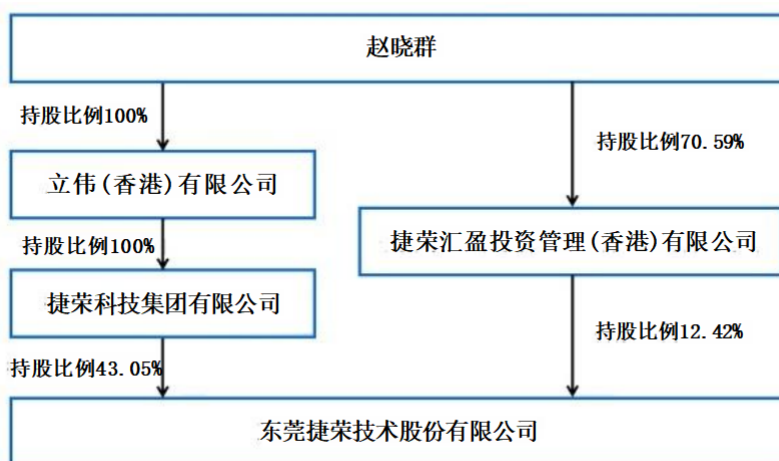 赵晓群
持股比例100%
持股比例70.59%
立伟(香港)有限公司
捷荣汇盈投资管理(香港)有限公司
持股比例100%
捷荣科技集团有限公司
持股比例12.42%
持股比例43.05%
东莞捷荣技术股份有限公司